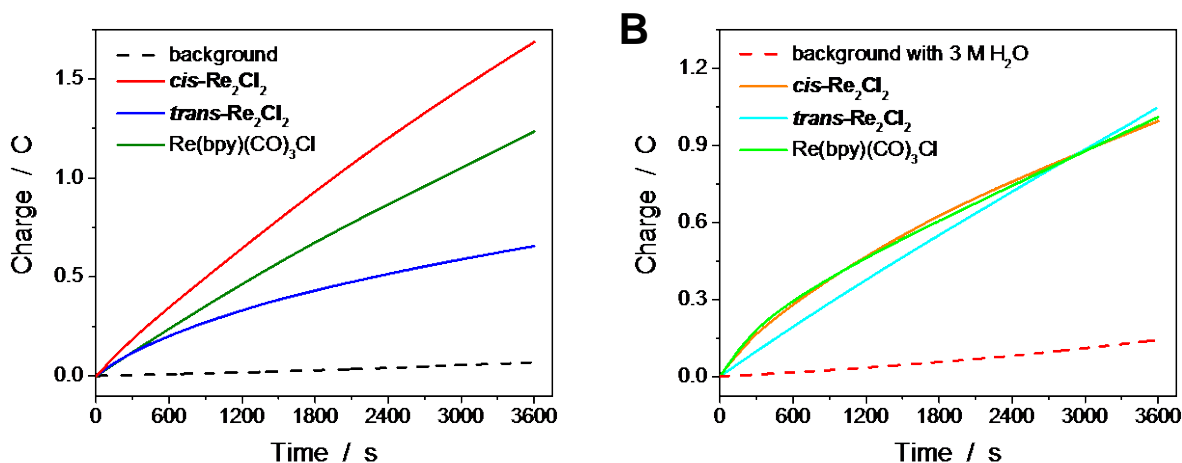 1.5
1.0
0.5
0.0
Charge / C
background
cis-Re₂Cl₂
trans-Re₂Cl₂
Re(bpy)(CO)₃Cl
0 600 1200 1800 2400 3000 3600
Time / s
B
1.2
0.9
0.6
0.3
0.0
Charge / C
background with 3 M H₂O
cis-Re₂Cl₂
trans-Re₂Cl₂
Re(bpy)(CO)₃Cl
0 600 1200 1800 2400 3000 3600
Time / s